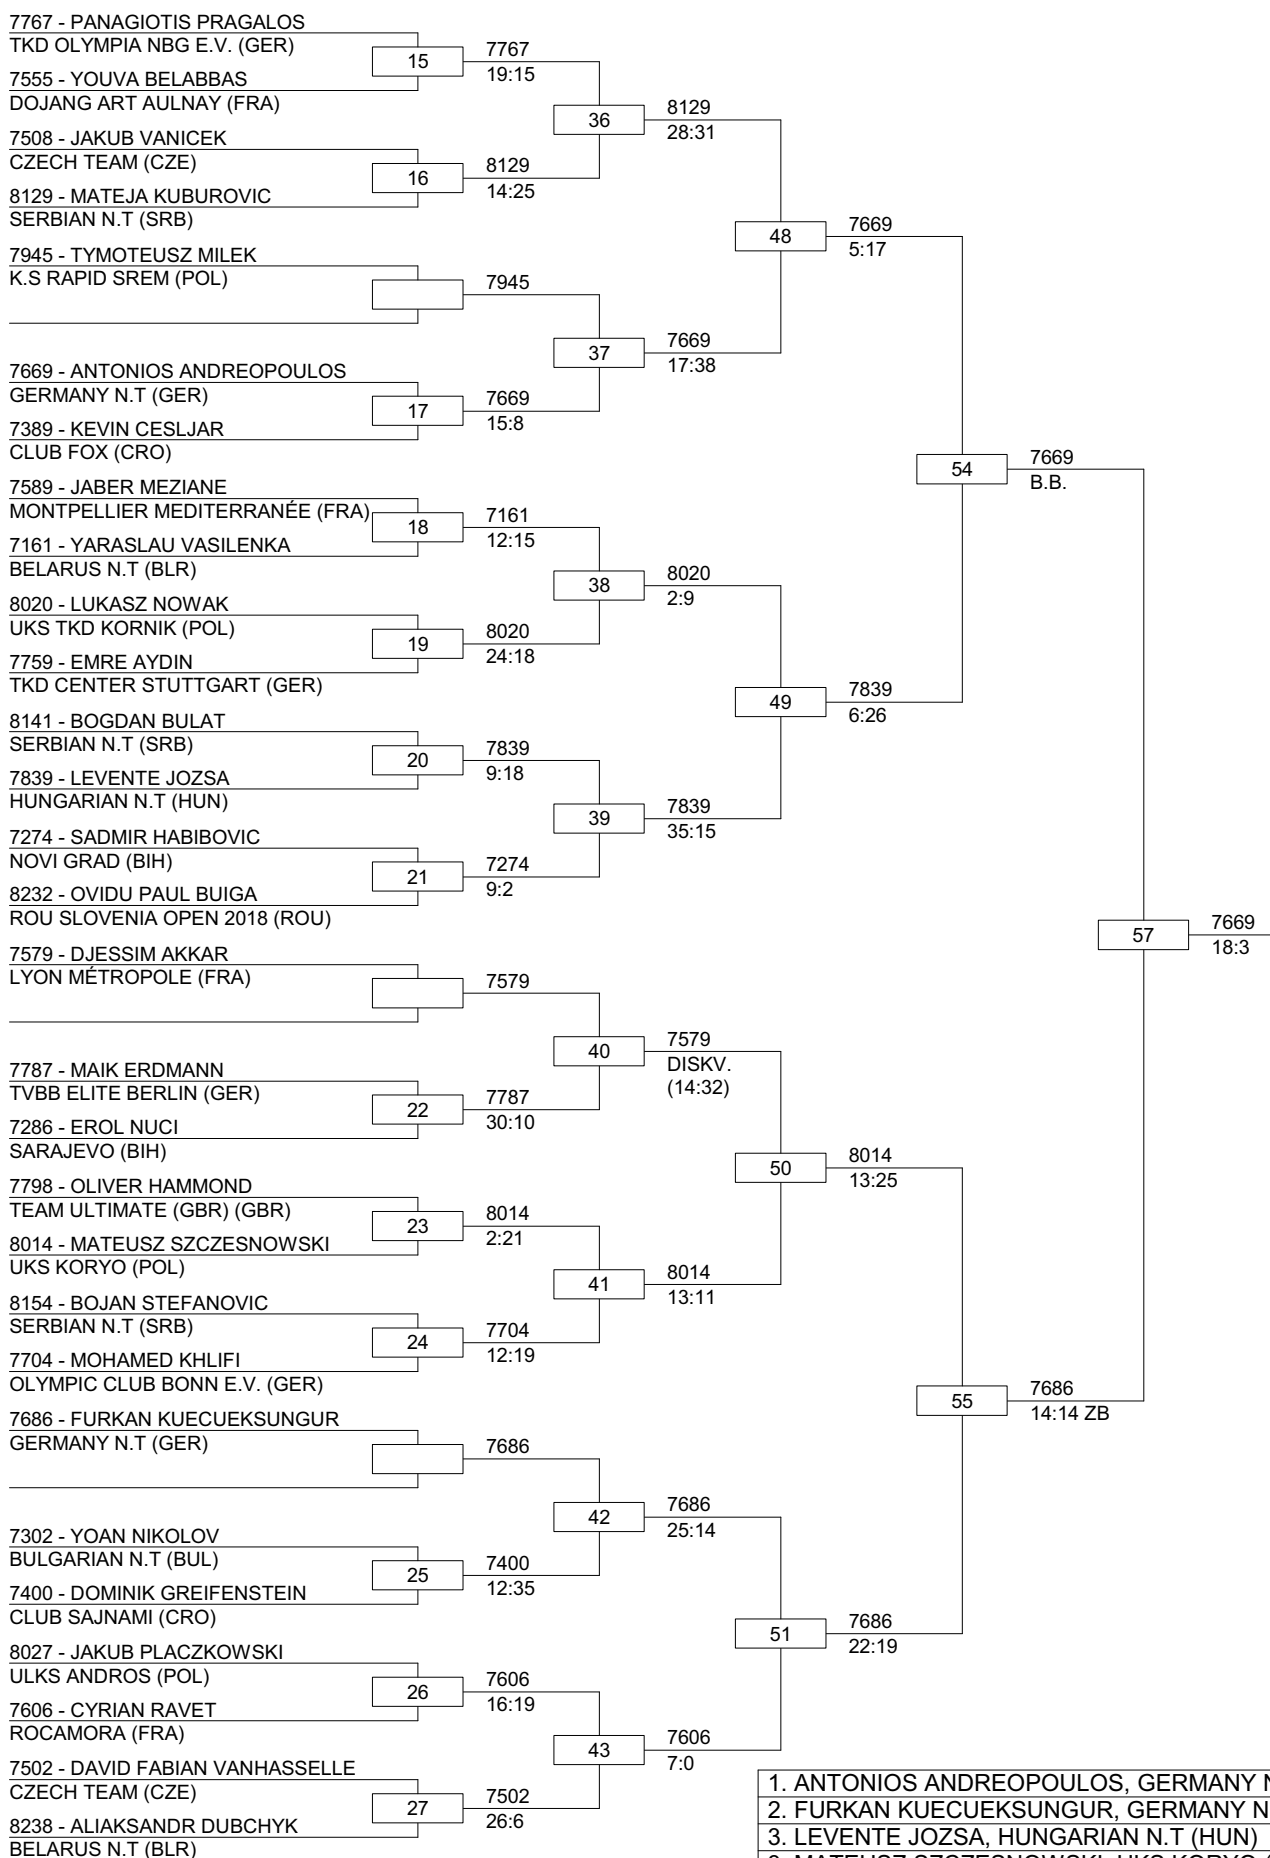 7767 - PANAGIOTIS PRAGALOS
TKD OLYMPIA NBG E.V. (GER)
15
7767
19:15
7555 - YOUVA BELABBAS
DOJANG ART AULNAY (FRA)
36
8129
28:31
7508 - JAKUB VANICEK
CZECH TEAM (CZE)
16
8129
14:25
8129 - MATEJA KUBUROVIC
SERBIAN N.T (SRB)
48
7669
5:17
7945 - TYMOTEUSZ MILEK
K.S RAPID SREM (POL)
7945
37
7669
17:38
7669 - ANTONIOS ANDREOPOULOS
GERMANY N.T (GER)
17
7669
15:8
7389 - KEVIN CESLJAR
CLUB FOX (CRO)
54
7669
B.B.
7589 - JABER MEZIANE
MONTPELLIER MEDITERRANÉE (FRA)
18
7161
12:15
7161 - YARASLAU VASILENKA
BELARUS N.T (BLR)
38
8020
2:9
8020 - LUKASZ NOWAK
UKS TKD KORNIK (POL)
19
8020
24:18
7759 - EMRE AYDIN
TKD CENTER STUTTGART (GER)
49
7839
6:26
8141 - BOGDAN BULAT
SERBIAN N.T (SRB)
20
7839
9:18
7839 - LEVENTE JOZSA
HUNGARIAN N.T (HUN)
39
7839
35:15
7274 - SADMIR HABIBOVIC
NOVI GRAD (BIH)
21
7274
9:2
8232 - OVIDU PAUL BUIGA
ROU SLOVENIA OPEN 2018 (ROU)
57
7669
18:3
7579 - DJESSIM AKKAR
LYON MÉTROPOLE (FRA)
7579
40
7579
DISKV.
(14:32)
7787 - MAIK ERDMANN
TVBB ELITE BERLIN (GER)
22
7787
30:10
7286 - EROL NUCI
SARAJEVO (BIH)
50
8014
13:25
7798 - OLIVER HAMMOND
TEAM ULTIMATE (GBR) (GBR)
23
8014
2:21
8014 - MATEUSZ SZCZESNOWSKI
UKS KORYO (POL)
41
8014
13:11
8154 - BOJAN STEFANOVIC
SERBIAN N.T (SRB)
24
7704
12:19
7704 - MOHAMED KHLIFI
OLYMPIC CLUB BONN E.V. (GER)
55
7686
14:14 ZB
7686 - FURKAN KUECUEKSUNGUR
GERMANY N.T (GER)
7686
42
7686
25:14
7302 - YOAN NIKOLOV
BULGARIAN N.T (BUL)
25
7400
12:35
7400 - DOMINIK GREIFENSTEIN
CLUB SAJNAMI (CRO)
51
7686
22:19
8027 - JAKUB PLACZKOWSKI
ULKS ANDROS (POL)
26
7606
16:19
7606 - CYRIAN RAVET
ROCAMORA (FRA)
43
7606
7:0
7502 - DAVID FABIAN VANHASSELLE
CZECH TEAM (CZE)
27
7502
26:6
8238 - ALIAKSANDR DUBCHYK
BELARUS N.T (BLR)
1. ANTONIOS ANDREOPOULOS, GERMANY
2. FURKAN KUECUEKSUNGUR, GERMANY
3. LEVENTE JOZSA, HUNGARIAN N.T (HUN)
3. MATEUSZ SZCZESNOWSKI, UKS KORYO